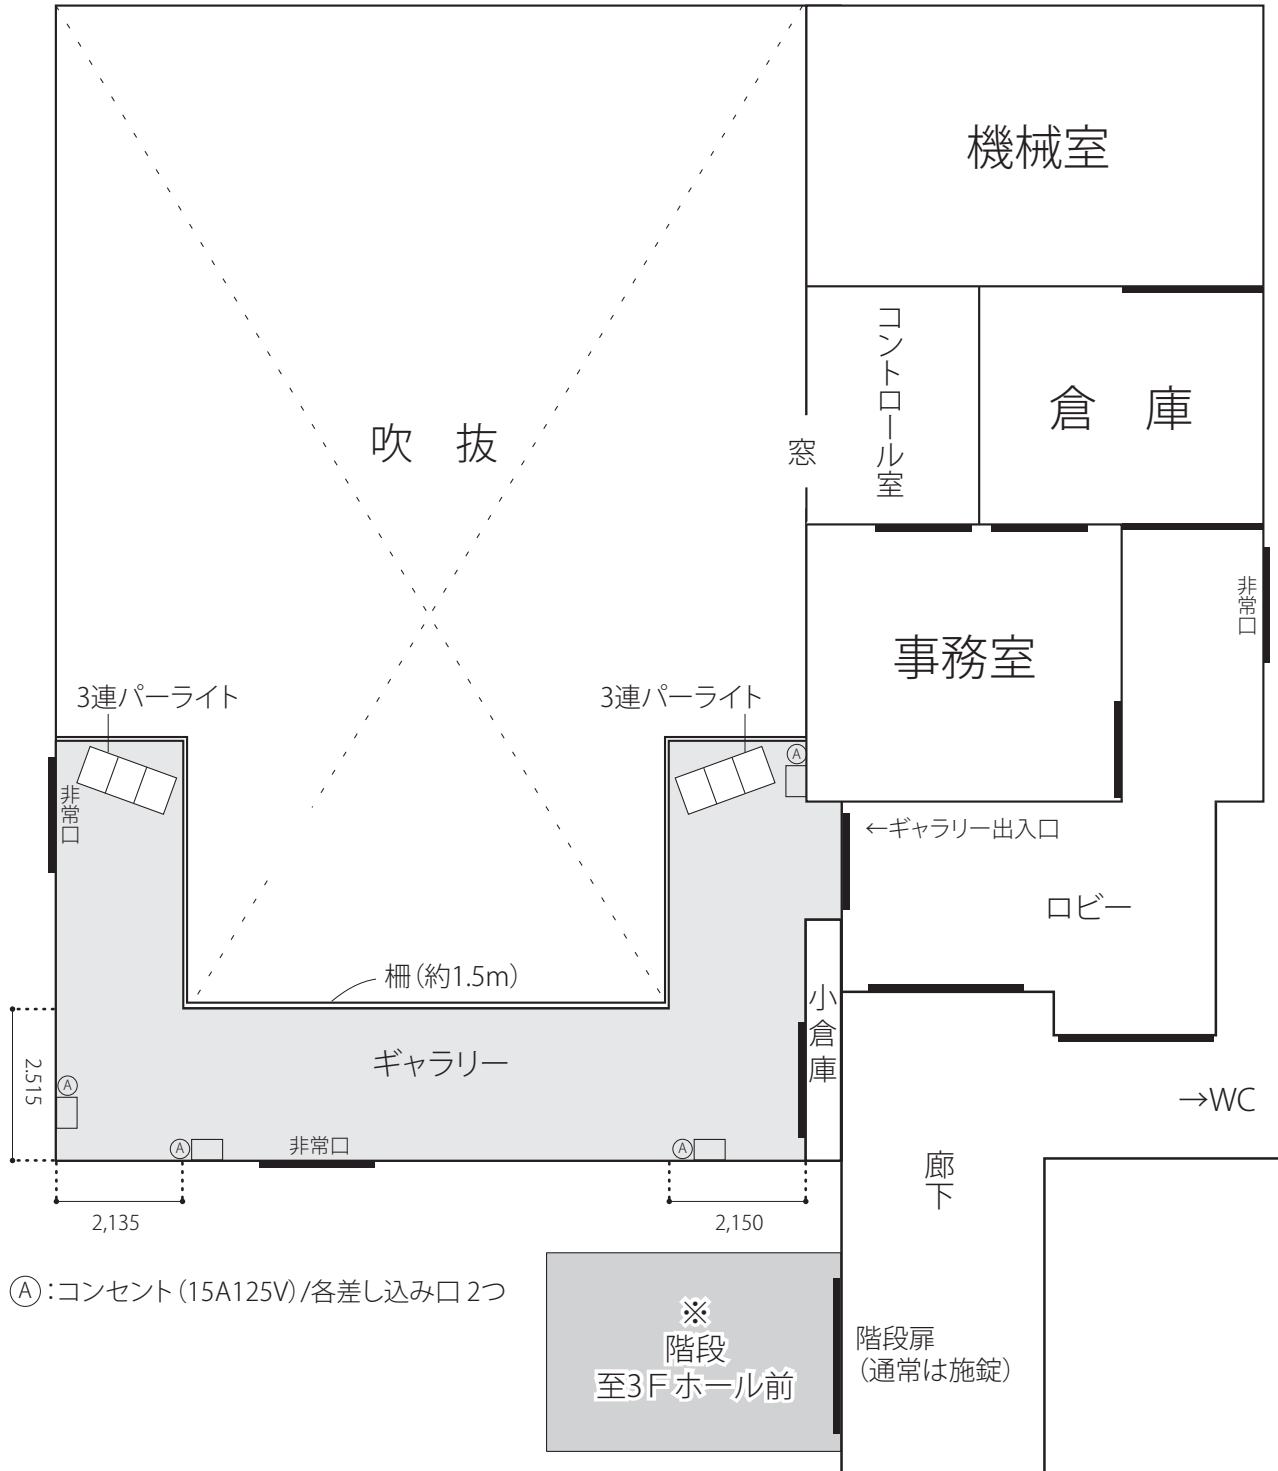 機械室
コントロール室
倉　庫
吹　抜
窓
非常口
事務室
3連パーライト
3連パーライト
A
非常口
←ギャラリー出入口
ロビー
柵（約1.5m）
小倉庫
ギャラリー
2.515
A
→WC
A
非常口
A
廊下
2,135
2,150
A：コンセント（15A125V）/各差し込み口 2つ
※
階段
至3Fホール前
階段扉
（通常は施錠）